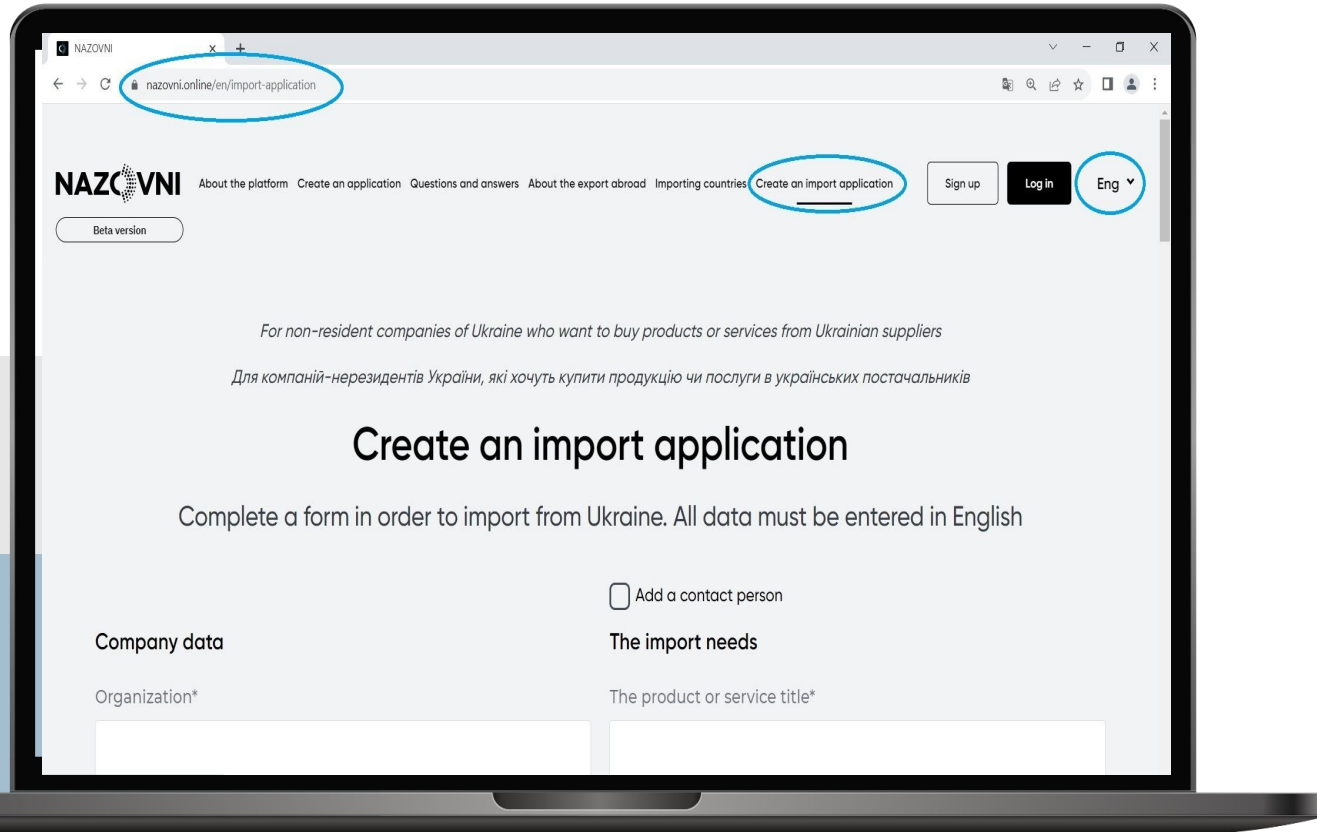 NAZOVNI
nazovni.online/en/import-application
NAZOVNI
About the platform Create an application Questions and answers About the export abroad Importing countries Create an import application Sign up Log in Eng
Beta version
For non-resident companies of Ukraine who want to buy products or services from Ukrainian suppliers
Для компаній-нерезидентів України, які хочуть купити продукцію чи послуги в українських постачальників
Create an import application
Complete a form in order to import from Ukraine. All data must be entered in English
Add a contact person
Company data
The import needs
Organization*
The product or service title*